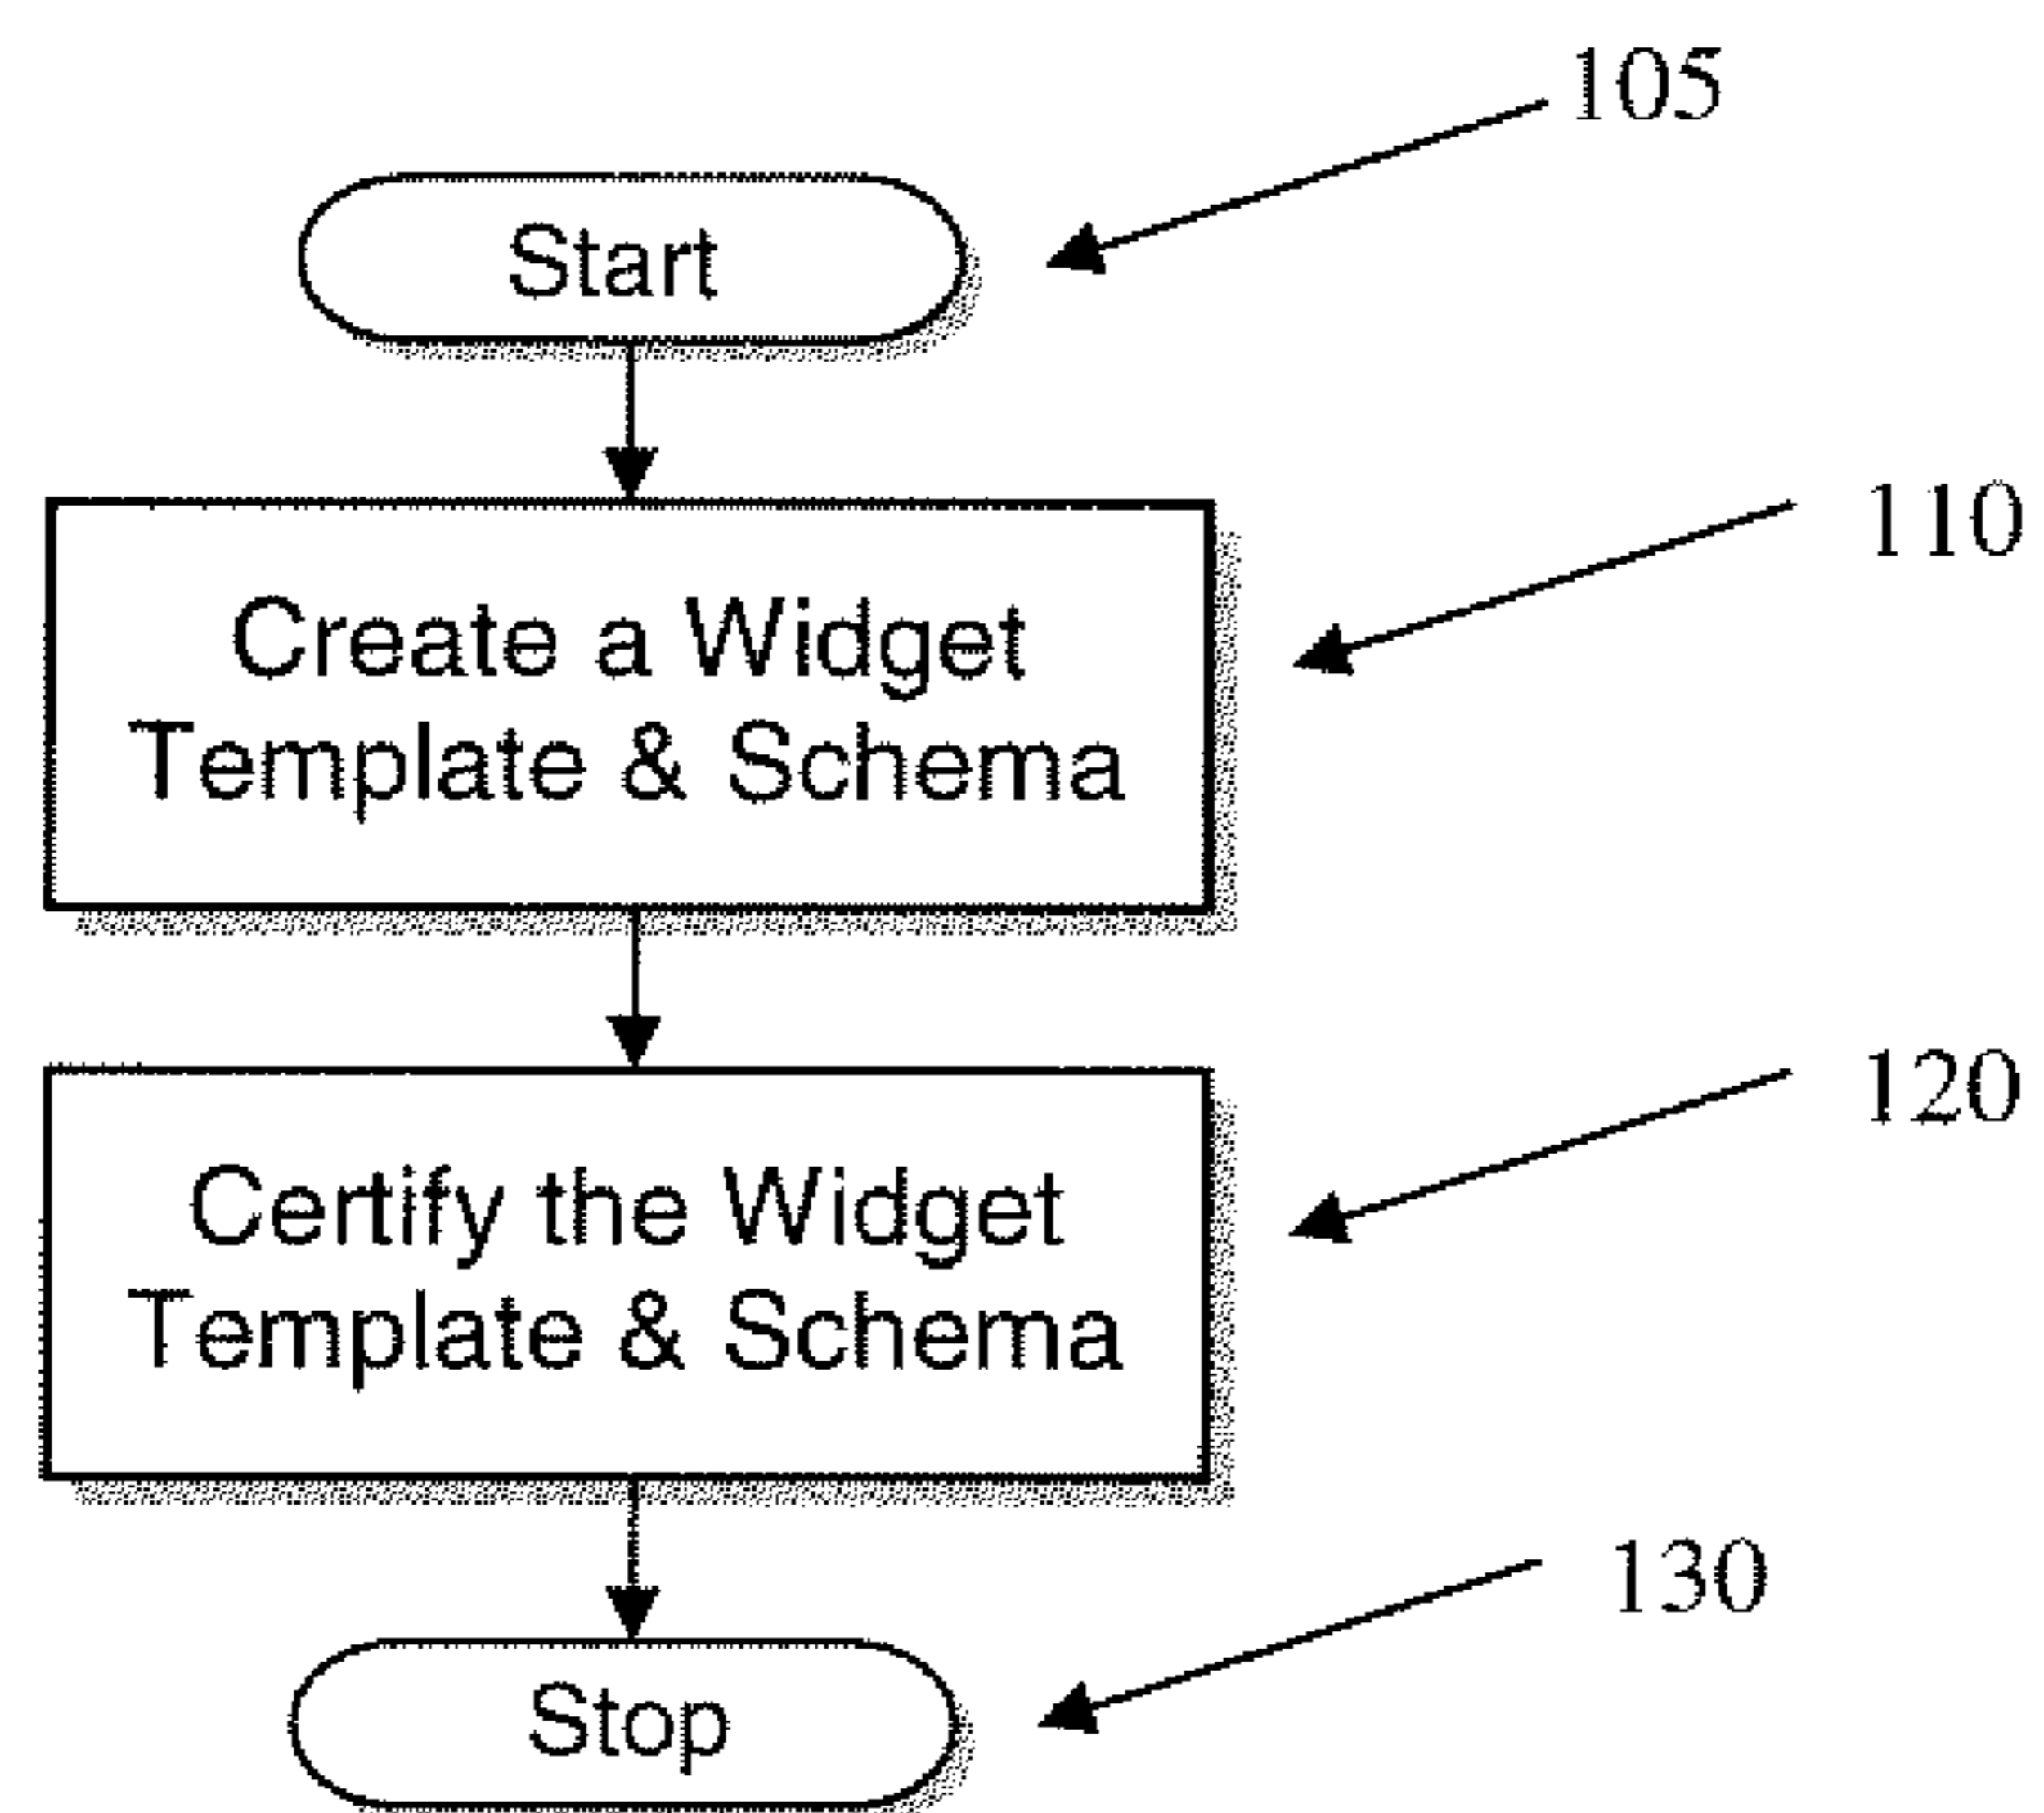 105
Start
110
Create a Widget
Template & Schema
120
Certify the Widget
Template & Schema
130
Stop